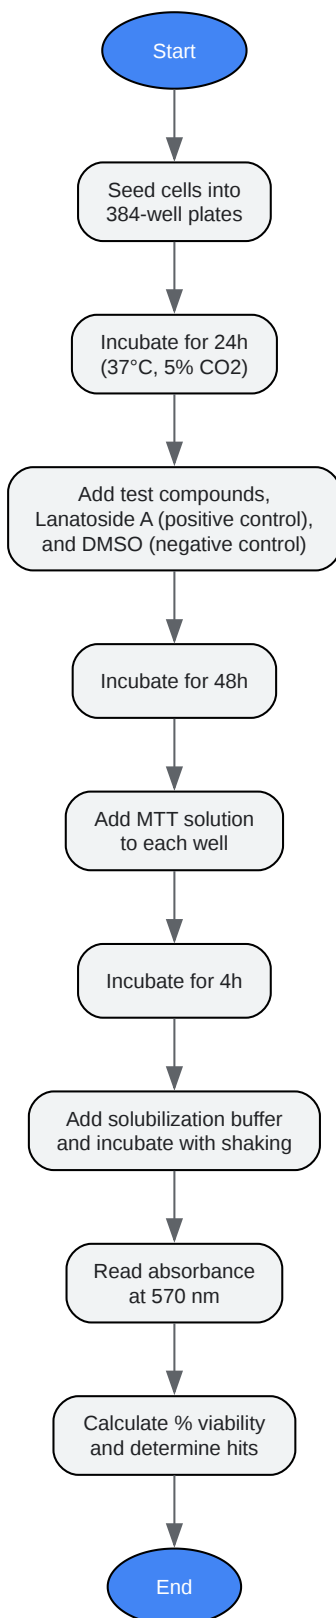 Start
Seed cells into
384-well plates
Incubate for 24h
(37°C, 5% CO2)
Add test compounds,
Lanatoside A (positive control),
and DMSO (negative control)
Incubate for 48h
Add MTT solution
to each well
Incubate for 4h
Add solubilization buffer
and incubate with shaking
Read absorbance
at 570 nm
Calculate % viability
and determine hits
End